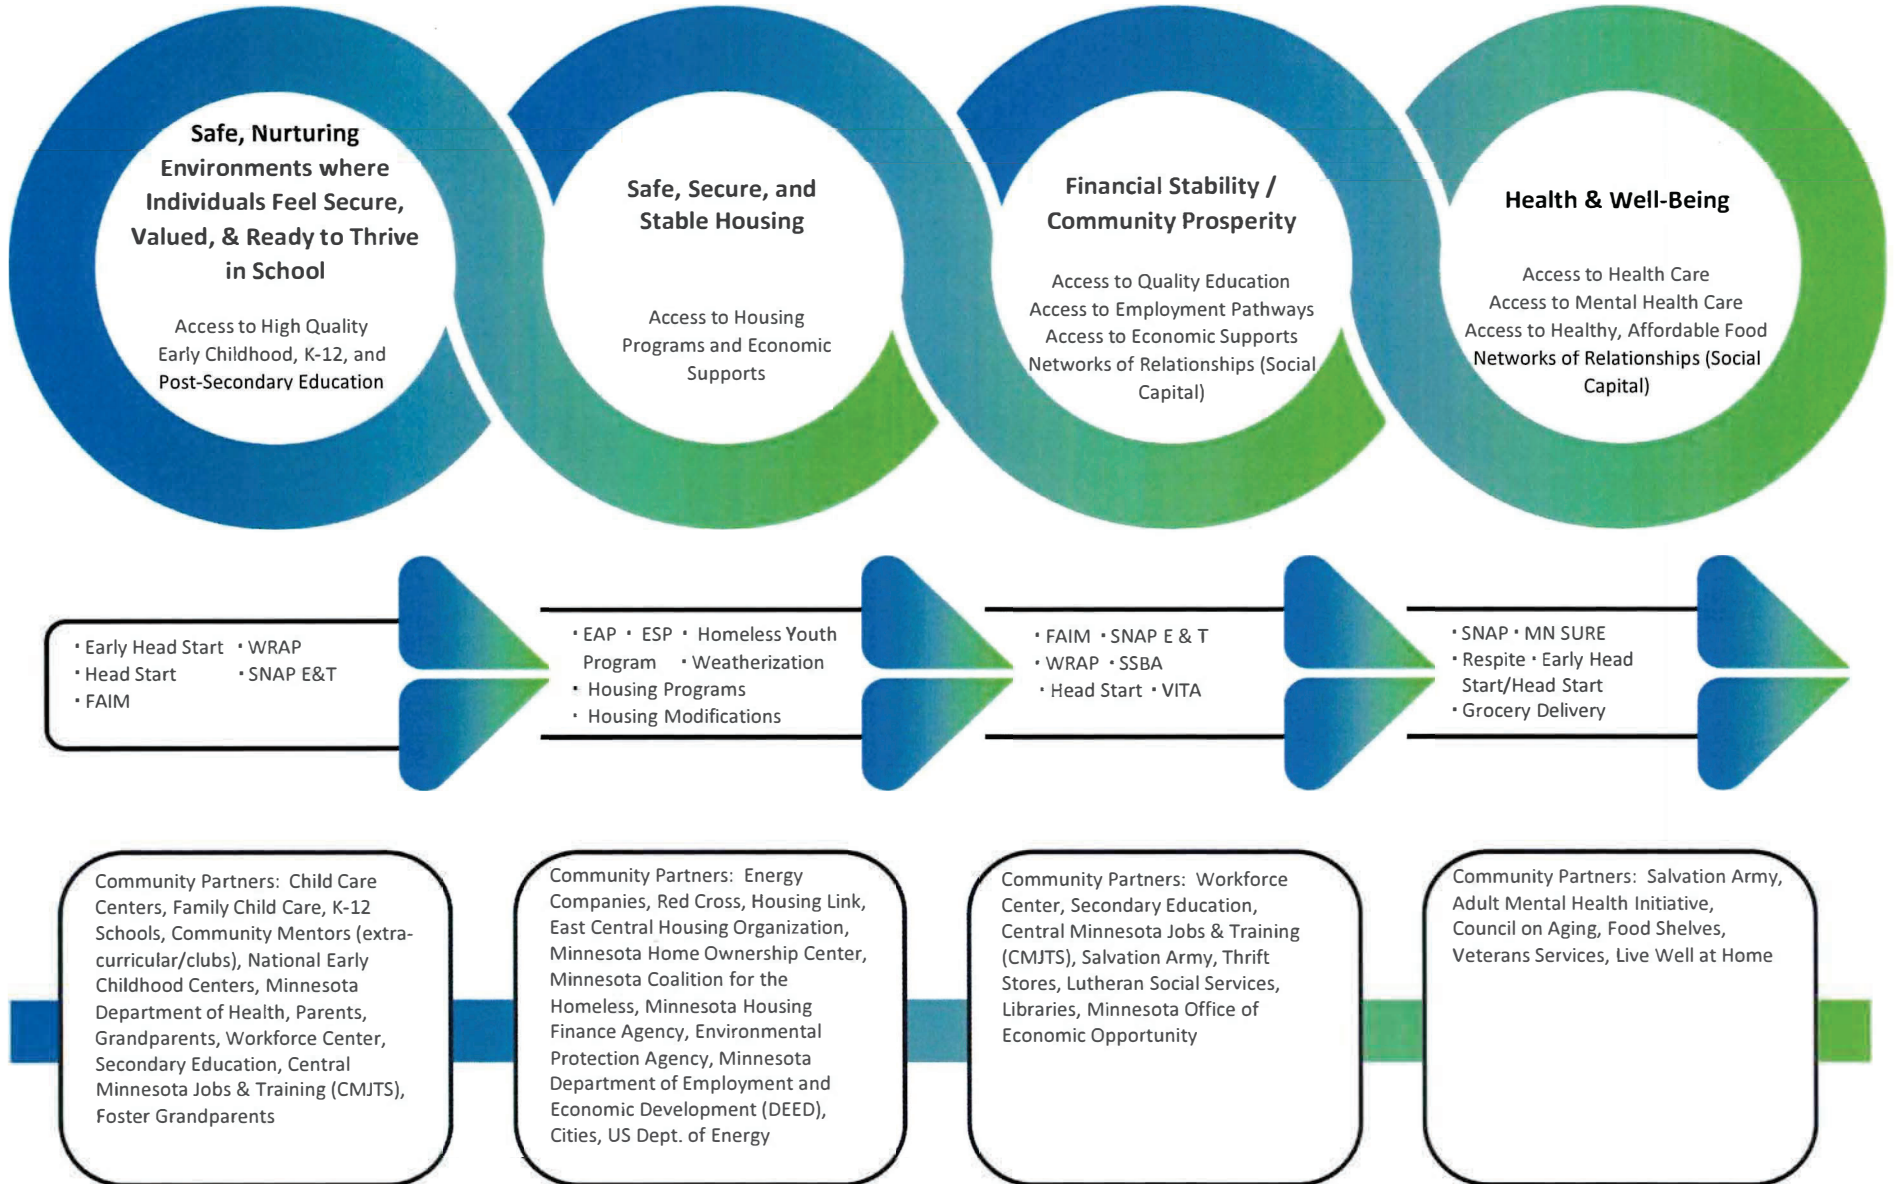 Safe, Nurturing
Environments where
Individuals Feel Secure,
Valued, & Ready to Thrive
in School
Access to High Quality
Early Childhood, K-12, and
Post-Secondary Education
Safe, Secure, and
Stable Housing
Access to Housing
Programs and Economic
Supports
Financial Stability /
Community Prosperity
Access to Quality Education
Access to Employment Pathways
Access to Economic Supports
Networks of Relationships (Social
Capital)
Health & Well-Being
Access to Health Care
Access to Mental Health Care
Access to Healthy, Affordable Food
Networks of Relationships (Social
Capital)
· Early Head Start · WRAP
· Head Start · SNAP E&T
· FAIM
· EAP · ESP · Homeless Youth
Program · Weatherization
· Housing Programs
· Housing Modifications
· FAIM · SNAP E & T
· WRAP · SSBA
· Head Start · VITA
· SNAP · MN SURE
· Respite · Early Head
Start/Head Start
· Grocery Delivery
Community Partners: Child Care
Centers, Family Child Care, K-12
Schools, Community Mentors (extra-
curricular/clubs), National Early
Childhood Centers, Minnesota
Department of Health, Parents,
Grandparents, Workforce Center,
Secondary Education, Central
Minnesota Jobs & Training (CMJTS),
Foster Grandparents
Community Partners: Energy
Companies, Red Cross, Housing Link,
East Central Housing Organization,
Minnesota Home Ownership Center,
Minnesota Coalition for the
Homeless, Minnesota Housing
Finance Agency, Environmental
Protection Agency, Minnesota
Department of Employment and
Economic Development (DEED),
Cities, US Dept. of Energy
Community Partners: Workforce
Center, Secondary Education,
Central Minnesota Jobs & Training
(CMJTS), Salvation Army, Thrift
Stores, Lutheran Social Services,
Libraries, Minnesota Office of
Economic Opportunity
Community Partners: Salvation Army,
Adult Mental Health Initiative,
Council on Aging, Food Shelves,
Veterans Services, Live Well at Home